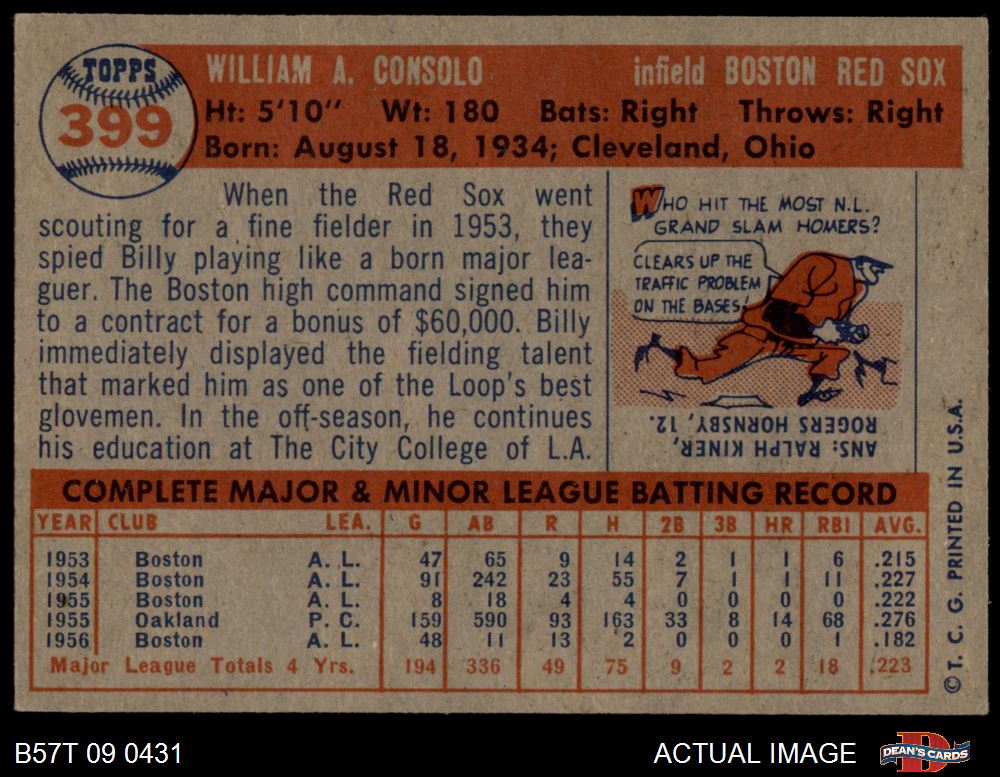 TOPPS
399
WILLIAM A. CONSOLO infield BOSTON RED SOX
Ht: 5'10" Wt: 180 Bats: Right Throws: Right
Born: August 18, 1934; Cleveland, Ohio
When the Red Sox went
scouting for a fine fielder in 1953, they
spied Billy playing like a born major lea-
guer. The Boston high command signed him
to a contract for a bonus of $60,000. Billy
immediately displayed the fielding talent
that marked him as one of the Loop's best
glovemen. In the off-season, he continues
his education at The City College of L.A.
WHO HIT THE MOST N.L.
GRAND SLAM HOMERS?
CLEARS UP THE
TRAFFIC PROBLEM
ON THE BASES!
ANS: RALPH KINER,
ROGERS HORNSBY, 12.
COMPLETE MAJOR & MINOR LEAGUE BATTING RECORD
YEAR CLUB LEA. G AB R H 2B 3B HR RBI AVG.
1953 Boston A. L. 47 65 9 14 2 1 1 6 .215
1954 Boston A. L. 91 242 23 55 7 1 1 11 .227
1955 Boston A. L. 8 18 4 4 0 0 0 0 .222
1955 Oakland P. C. 159 590 93 163 33 8 14 68 .276
1956 Boston A. L. 48 11 13 2 0 0 0 1 .182
Major League Totals 4 Yrs. 194 336 49 75 9 2 2 18 .223
© T. C. G. PRINTED IN U.S.A.
B57T 09 0431 ACTUAL IMAGE
DEAN'S CARDS